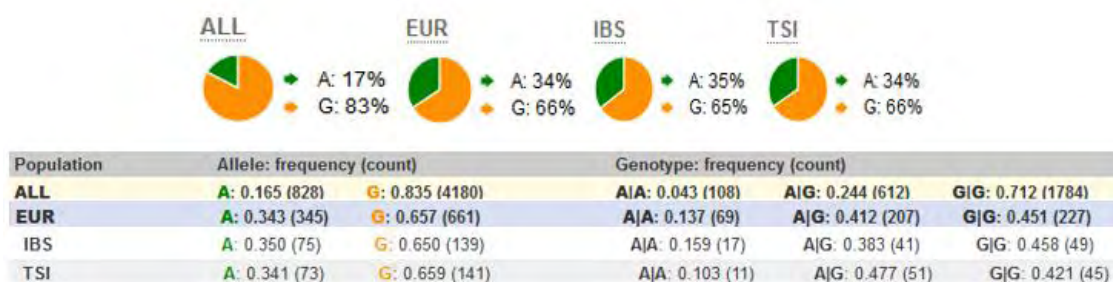 ALL EUR IBS TSI
A: 17% A: 34% A: 35% A: 34%
G: 83% G: 66% G: 65% G: 66%
Population Allele: frequency (count) Genotype: frequency (count)
ALL A: 0.165 (828) G: 0.835 (4180) A|A: 0.043 (108) A|G: 0.244 (612) G|G: 0.712 (1784)
EUR A: 0.343 (345) G: 0.657 (661) A|A: 0.137 (69) A|G: 0.412 (207) G|G: 0.451 (227)
IBS A: 0.350 (75) G: 0.650 (139) A|A: 0.159 (17) A|G: 0.383 (41) G|G: 0.458 (49)
TSI A: 0.341 (73) G: 0.659 (141) A|A: 0.103 (11) A|G: 0.477 (51) G|G: 0.421 (45)